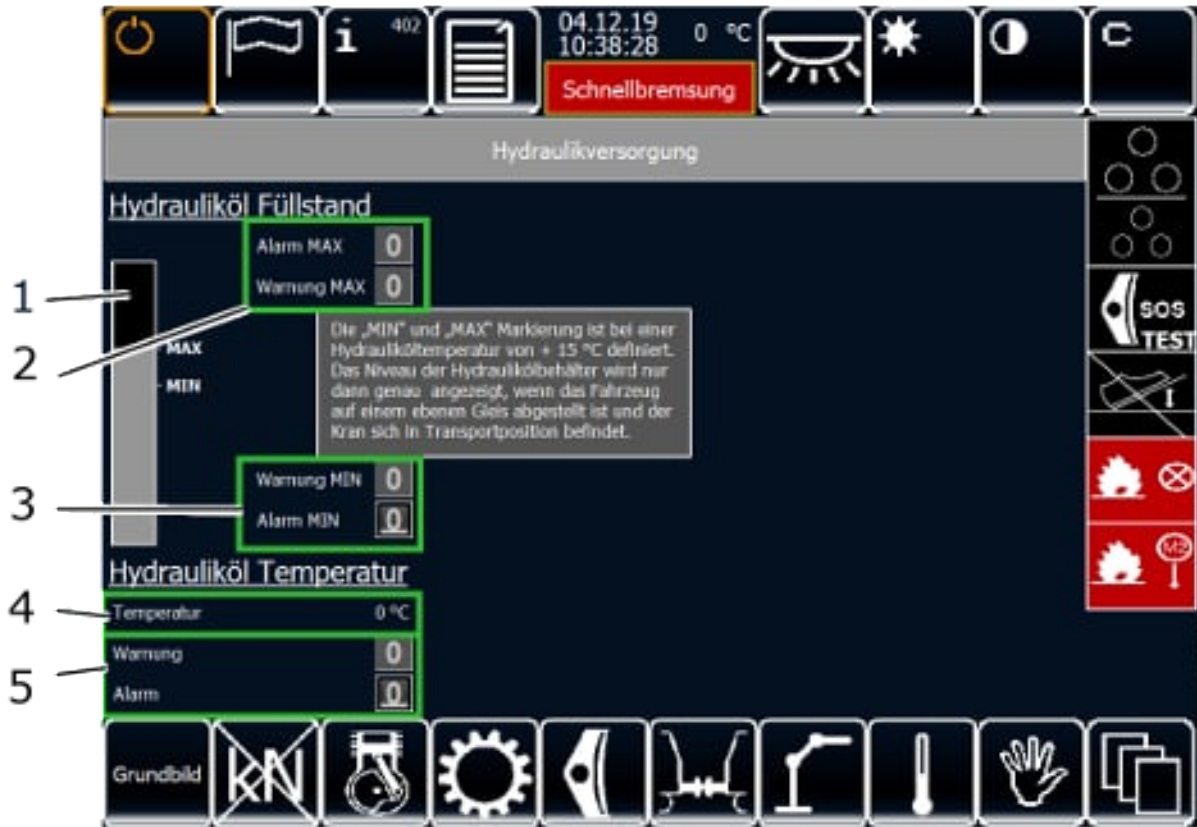 i 402
04.12.19 0 °C
10:38:28
Schnellbremsung
C
Hydraulikversorgung
Hydrauliköl Füllstand
Alarm MAX 0
Warnung MAX 0
1
2
MAX
MIN
Die „MIN“ und „MAX“ Markierung ist bei einer
Hydrauliköltemperatur von + 15 °C definiert.
Das Niveau der Hydraulikölbehälter wird nur
dann genau angezeigt, wenn das Fahrzeug
auf einem ebenen Gleis abgestellt ist und der
Kran sich in Transportposition befindet.
SOS
TEST
3
Warnung MIN 0
Alarm MIN 0
Hydrauliköl Temperatur
4
Temperatur 0 °C
5
Warnung 0
Alarm 0
M2
Grundbild
kN